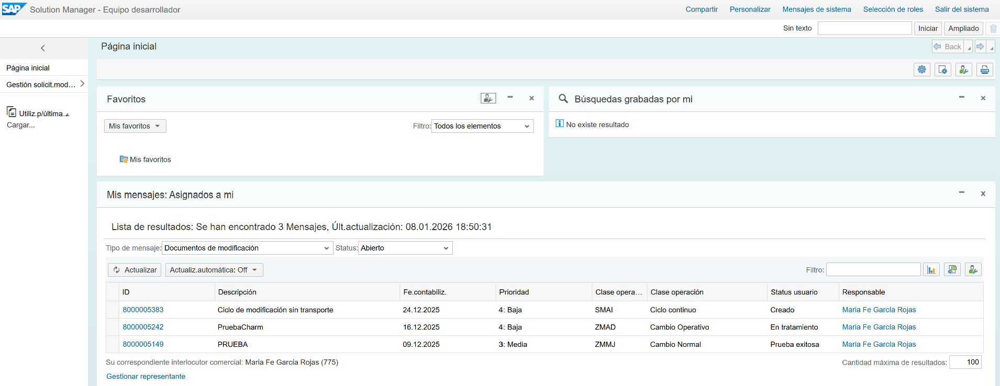 SAP Solution Manager - Equipo desarrollador Compartir Personalizar Mensajes de sistema Selección de roles Salir del sistema
Sin texto Iniciar Ampliado
Página inicial
Gestión solicit.mod...
Utiliz.p/última...
Cargar...
Página inicial Back
Favoritos
Mis favoritos Filtro: Todos los elementos
Mis favoritos
Búsquedas grabadas por mi
No existe resultado
Mis mensajes: Asignados a mi
Lista de resultados: Se han encontrado 3 Mensajes, Últ.actualización: 08.01.2026 18:50:31
Tipo de mensaje: Documentos de modificación Status: Abierto
Actualizar Actualiz.automática: Off Filtro:
ID Descripción Fe.contabiliz. Prioridad Clase opera... Clase operación Status usuario Responsable
8000005383 Ciclo de modificación sin transporte 24.12.2025 4: Baja SMAI Ciclo continuo Creado Maria Fe García Rojas
8000005242 PruebaCharm 16.12.2025 4: Baja ZMAD Cambio Operativo En tratamiento Maria Fe García Rojas
8000005149 PRUEBA 09.12.2025 3: Media ZMMJ Cambio Normal Prueba exitosa Maria Fe García Rojas
Su correspondiente interlocutor comercial: Maria Fe García Rojas (775) Cantidad máxima de resultados: 100
Gestionar representante